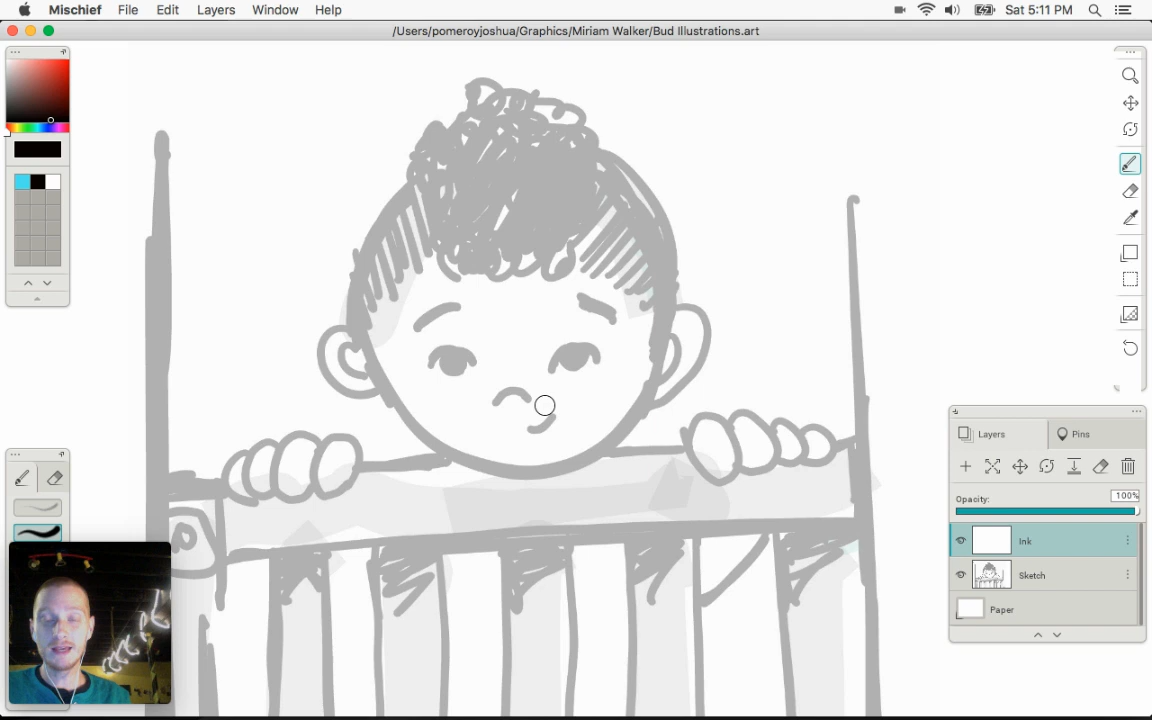 Mischief File Edit Layers Window Help Sat 5:11 PM
/Users/pomeroyjoshua/Graphics/Miriam Walker/Bud Illustrations.art
Layers Pins
Opacity: 100%
Ink
Sketch
Paper